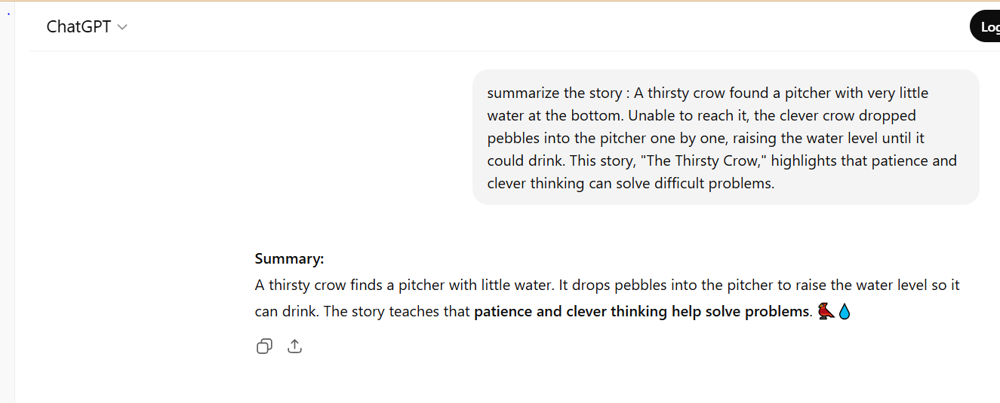 ChatGPT
Log
summarize the story : A thirsty crow found a pitcher with very little
water at the bottom. Unable to reach it, the clever crow dropped
pebbles into the pitcher one by one, raising the water level until it
could drink. This story, "The Thirsty Crow," highlights that patience and
clever thinking can solve difficult problems.
Summary:
A thirsty crow finds a pitcher with little water. It drops pebbles into the pitcher to raise the water level so it
can drink. The story teaches that patience and clever thinking help solve problems. 🐦💧